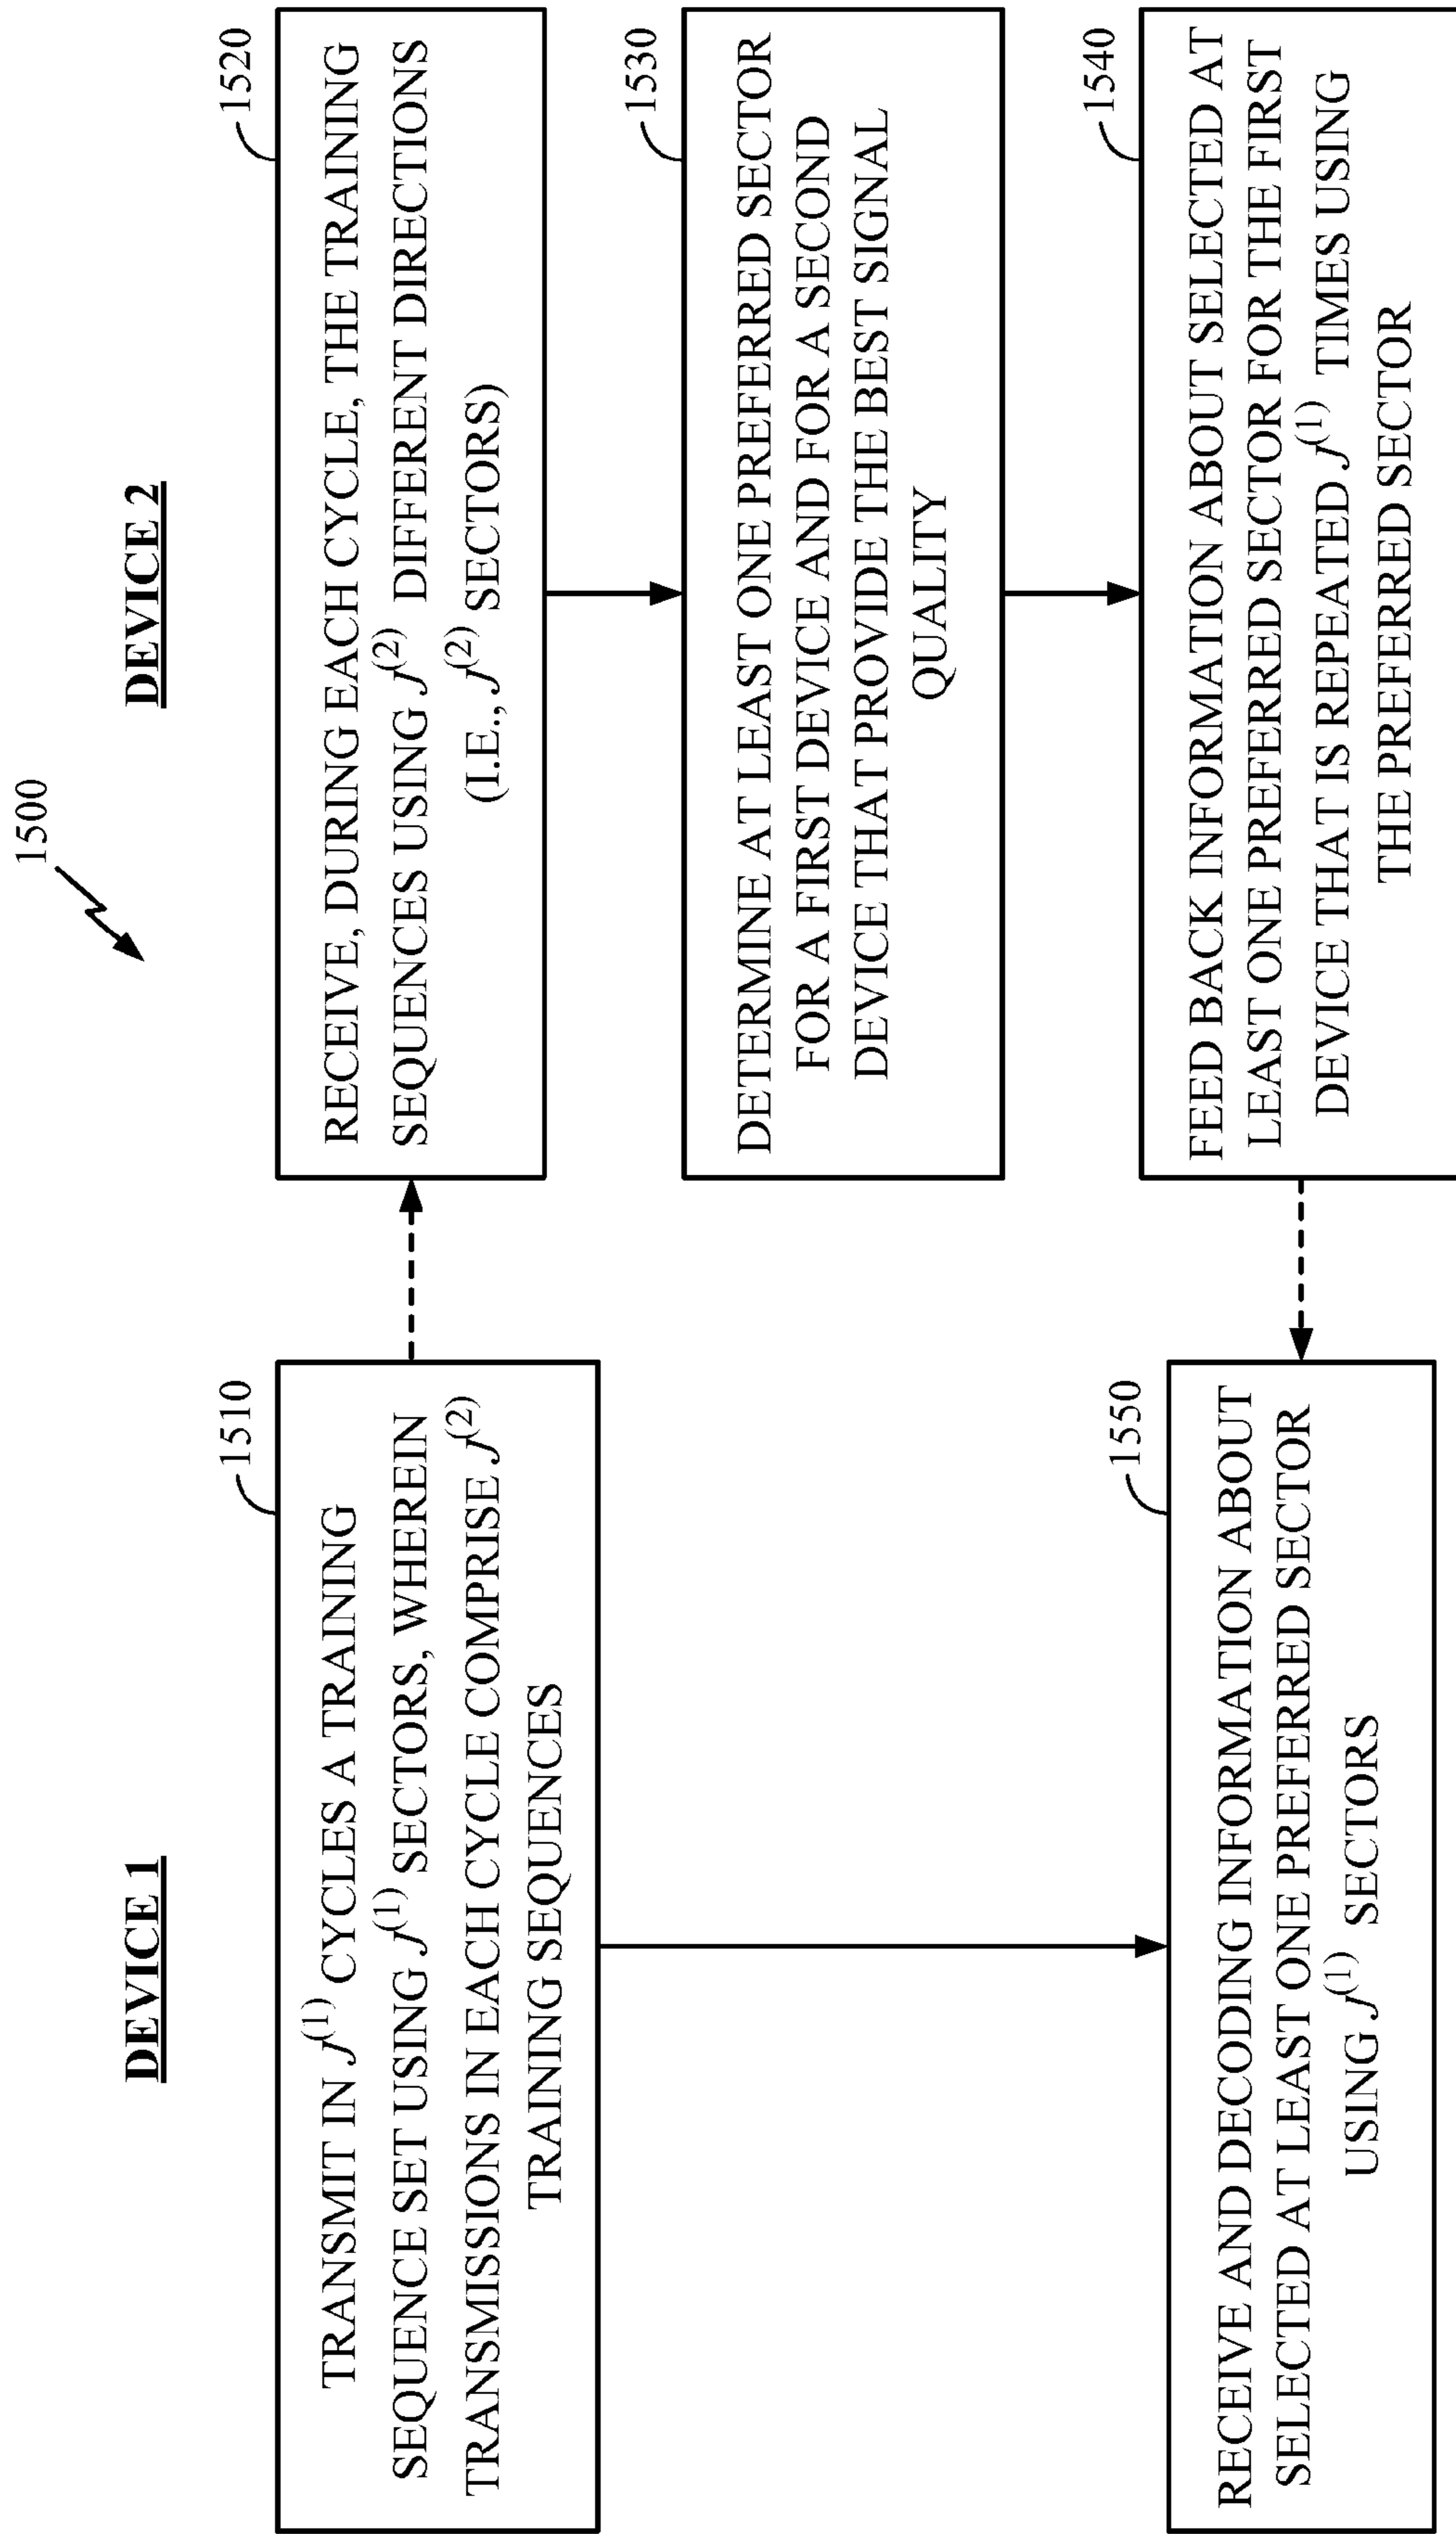 1500
DEVICE 1
DEVICE 2
1510
TRANSMIT IN J⁽¹⁾ CYCLES A TRAINING
SEQUENCE SET USING J⁽¹⁾ SECTORS, WHEREIN
TRANSMISSIONS IN EACH CYCLE COMPRISE J⁽²⁾
TRAINING SEQUENCES
1520
RECEIVE, DURING EACH CYCLE, THE TRAINING
SEQUENCES USING J⁽²⁾ DIFFERENT DIRECTIONS
(I.E., J⁽²⁾ SECTORS)
1530
DETERMINE AT LEAST ONE PREFERRED SECTOR
FOR A FIRST DEVICE AND FOR A SECOND
DEVICE THAT PROVIDE THE BEST SIGNAL
QUALITY
1540
FEED BACK INFORMATION ABOUT SELECTED AT
LEAST ONE PREFERRED SECTOR FOR THE FIRST
DEVICE THAT IS REPEATED J⁽¹⁾ TIMES USING
THE PREFERRED SECTOR
1550
RECEIVE AND DECODING INFORMATION ABOUT
SELECTED AT LEAST ONE PREFERRED SECTOR
USING J⁽¹⁾ SECTORS